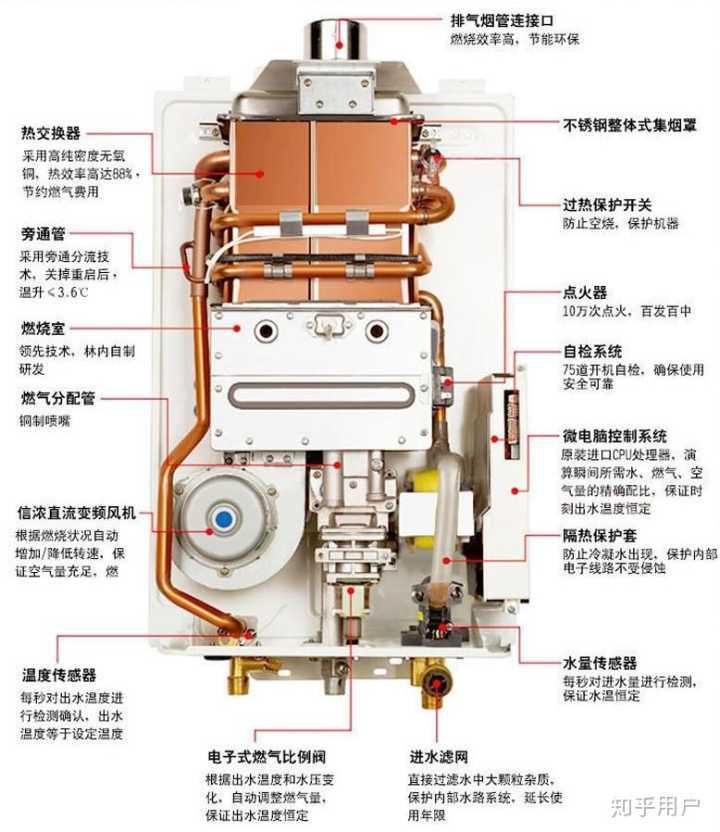 排气烟管连接口
燃烧效率高，节能环保
热交换器
采用高纯密度无氧
铜，热效率高达88%，
节约燃气费用
不锈钢整体式集烟罩
过热保护开关
防止空烧，保护机器
旁通管
采用旁通分流技
术，关掉重启后，
温升≤3.6℃
点火器
10万次点火，百发百中
燃烧室
领先技术，林内自制
研发
自检系统
75道开机自检，确保使用
安全可靠
燃气分配管
铜制喷嘴
微电脑控制系统
原装进口CPU处理器，演
算瞬间所需水、燃气、空
气量的精确配比，保证时
刻出水温度恒定
信浓直流变频风机
根据燃烧状况自动
增加/降低转速，保
证空气量充足，燃
隔热保护套
防止冷凝水出现，保护内部
电子线路不受侵蚀
温度传感器
每秒对出水温度进
行检测确认，出水
温度等于设定温度
水量传感器
每秒对进水量进行检测，
保证水温恒定
电子式燃气比例阀
根据出水温度和水压变
化，自动调整燃气量，
保证出水温度恒定
进水滤网
直接过滤水中大颗粒杂质，
保护内部水路系统，延长使
用年限
知乎用户